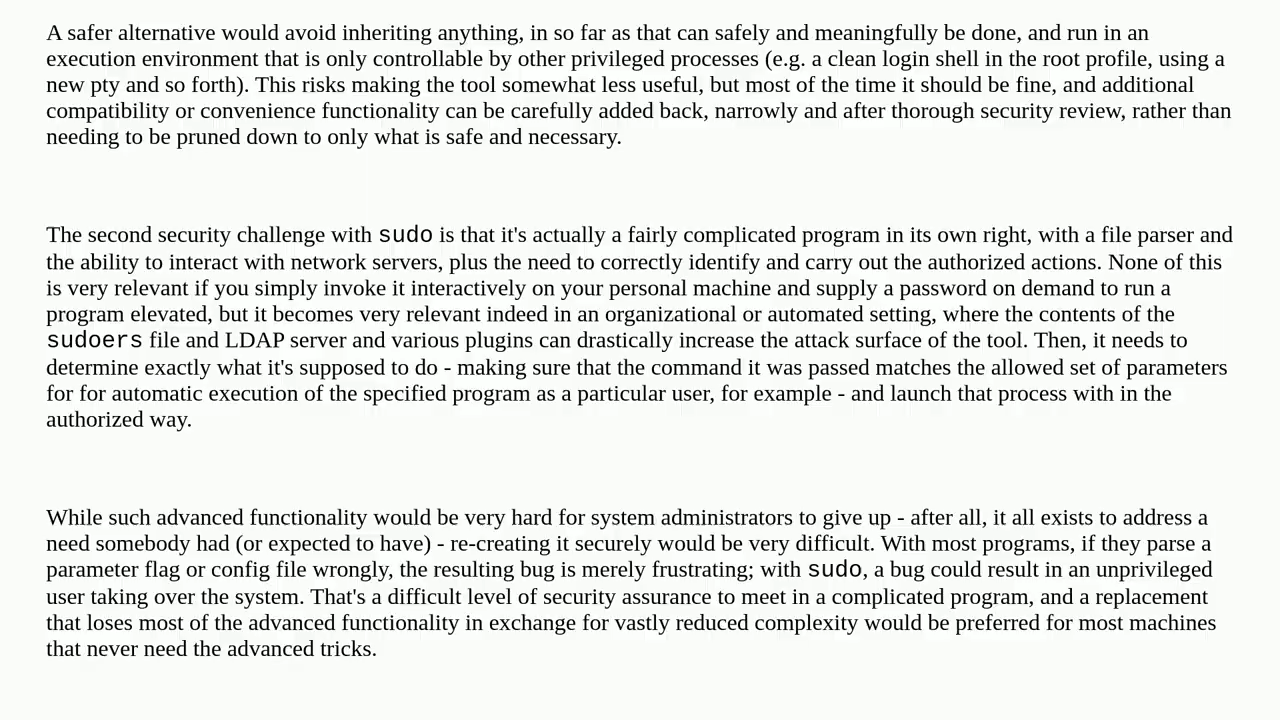 A safer alternative would avoid inheriting anything, in so far as that can safely and meaningfully be done, and run in an
execution environment that is only controllable by other privileged processes (e.g. a clean login shell in the root profile, using a
new pty and so forth). This risks making the tool somewhat less useful, but most of the time it should be fine, and additional
compatibility or convenience functionality can be carefully added back, narrowly and after thorough security review, rather than
needing to be pruned down to only what is safe and necessary.
The second security challenge with sudo is that it's actually a fairly complicated program in its own right, with a file parser and
the ability to interact with network servers, plus the need to correctly identify and carry out the authorized actions. None of this
is very relevant if you simply invoke it interactively on your personal machine and supply a password on demand to run a
program elevated, but it becomes very relevant indeed in an organizational or automated setting, where the contents of the
sudoers file and LDAP server and various plugins can drastically increase the attack surface of the tool. Then, it needs to
determine exactly what it's supposed to do - making sure that the command it was passed matches the allowed set of parameters
for for automatic execution of the specified program as a particular user, for example - and launch that process with in the
authorized way.
While such advanced functionality would be very hard for system administrators to give up - after all, it all exists to address a
need somebody had (or expected to have) - re-creating it securely would be very difficult. With most programs, if they parse a
parameter flag or config file wrongly, the resulting bug is merely frustrating; with sudo, a bug could result in an unprivileged
user taking over the system. That's a difficult level of security assurance to meet in a complicated program, and a replacement
that loses most of the advanced functionality in exchange for vastly reduced complexity would be preferred for most machines
that never need the advanced tricks.